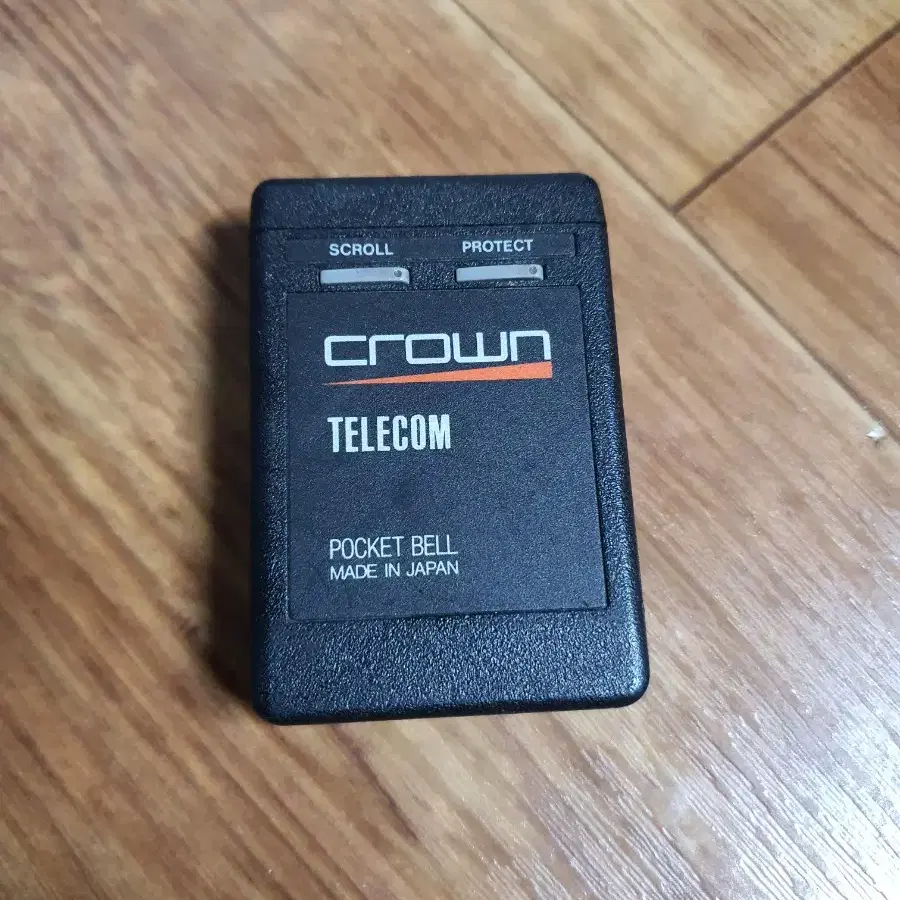 SCROLL PROTECT
crown
TELECOM
POCKET BELL
MADE IN JAPAN